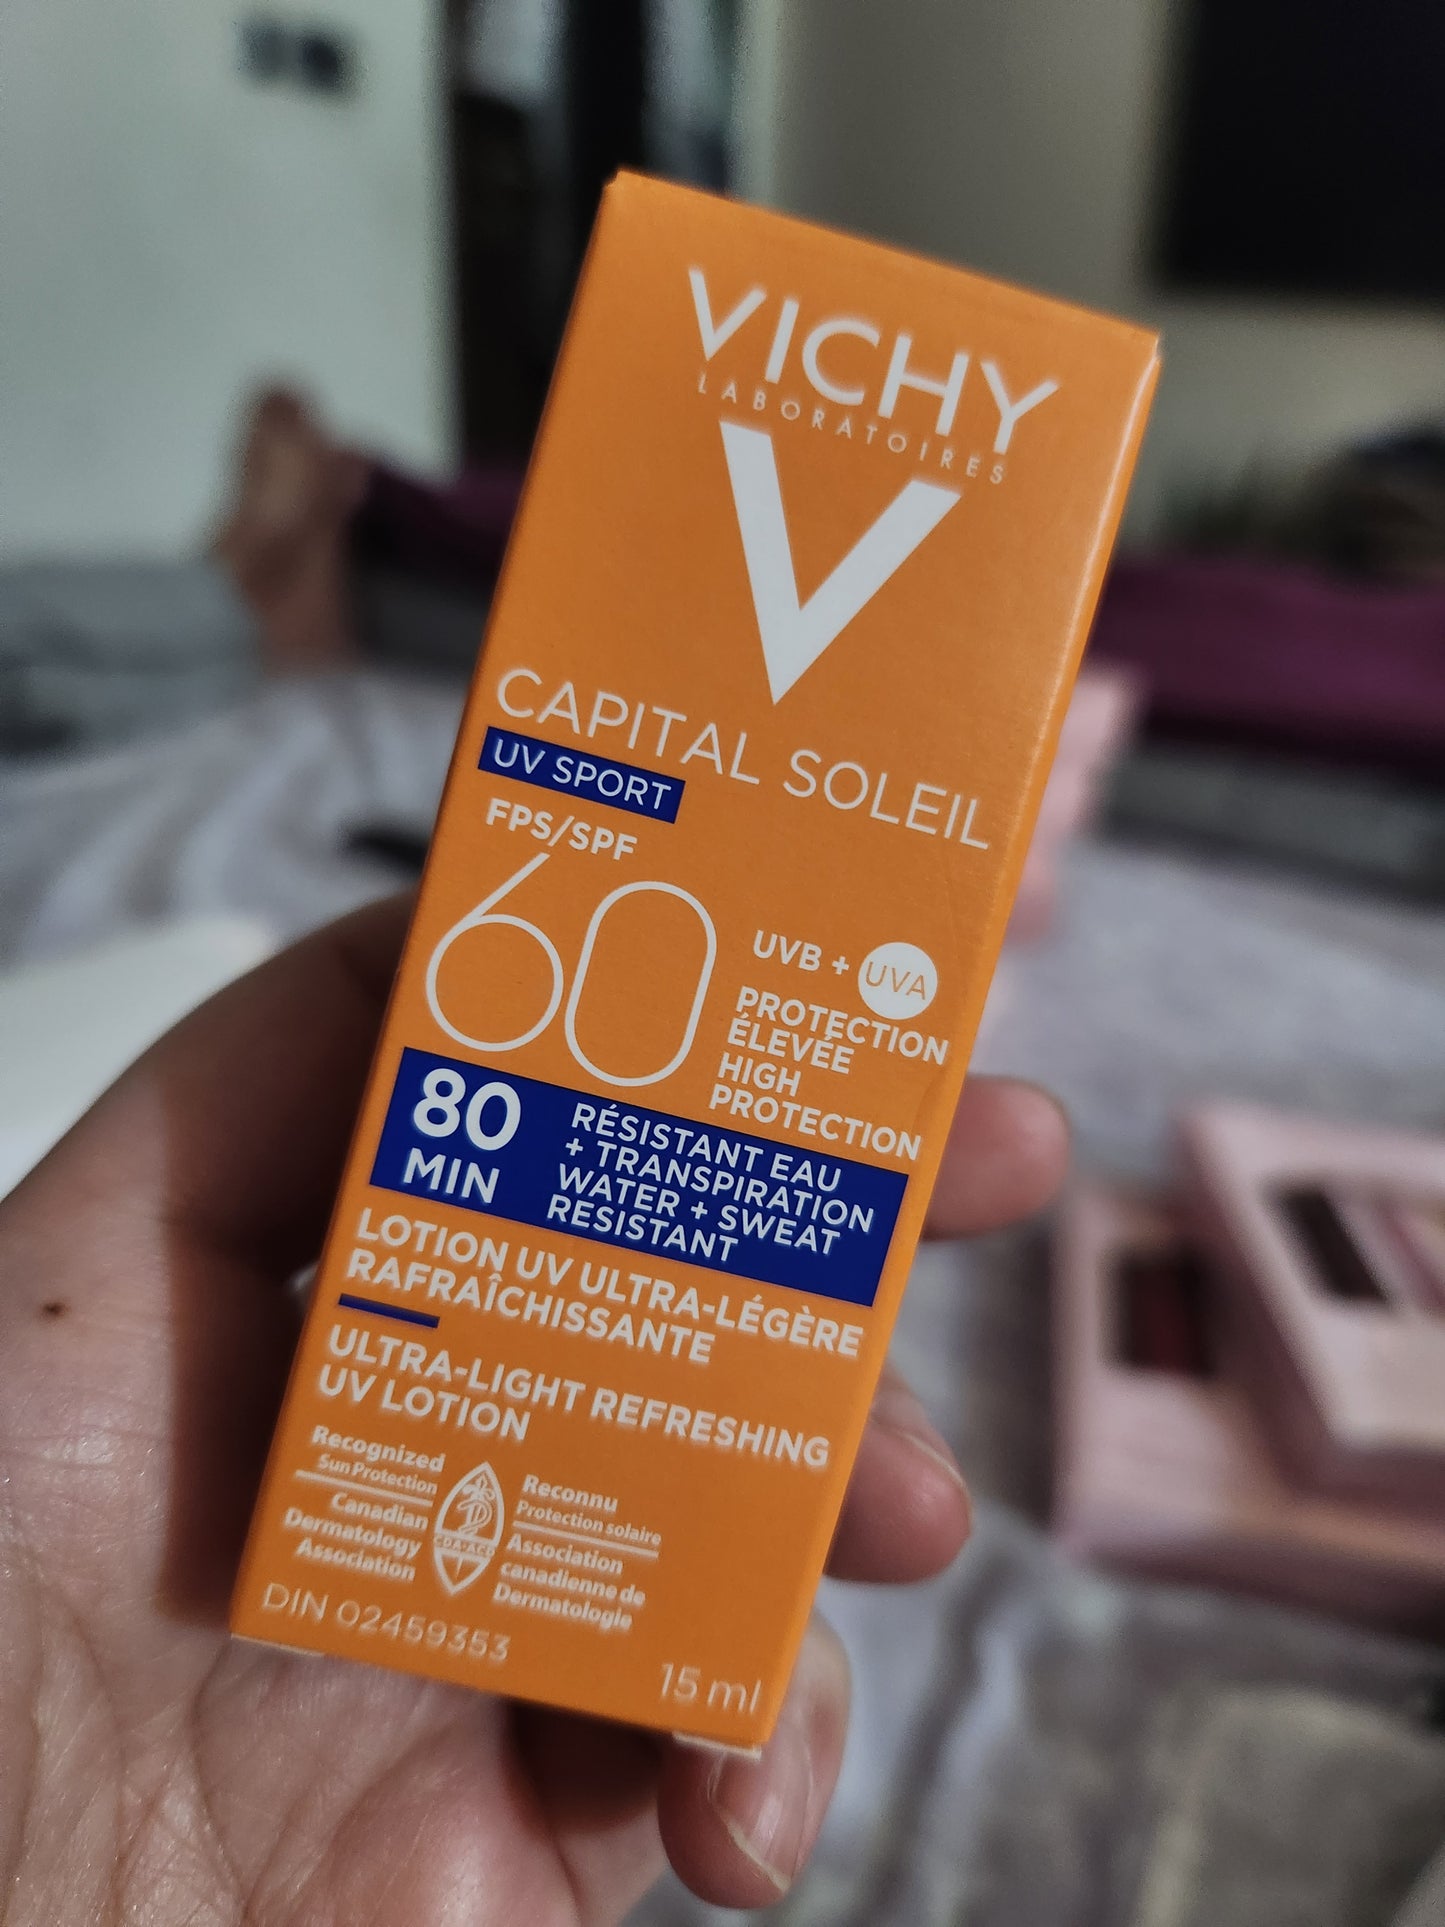 VICHY
LABORATOIRES
V
CAPITAL SOLEIL
UV SPORT
FPS/SPF
60
UVB + UVA
PROTECTION
ÉLEVÉE
HIGH
PROTECTION
80
MIN
RÉSISTANT EAU
+ TRANSPIRATION
WATER + SWEAT
RESISTANT
LOTION UV ULTRA-LÉGÈRE
RAFRAÎCHISSANTE
ULTRA-LIGHT REFRESHING
UV LOTION
Recognized
Sun Protection
Canadian
Dermatology
Association
CDA·ACD
Reconnu
Protection solaire
Association
canadienne de
Dermatologie
DIN 02459353
15 ml